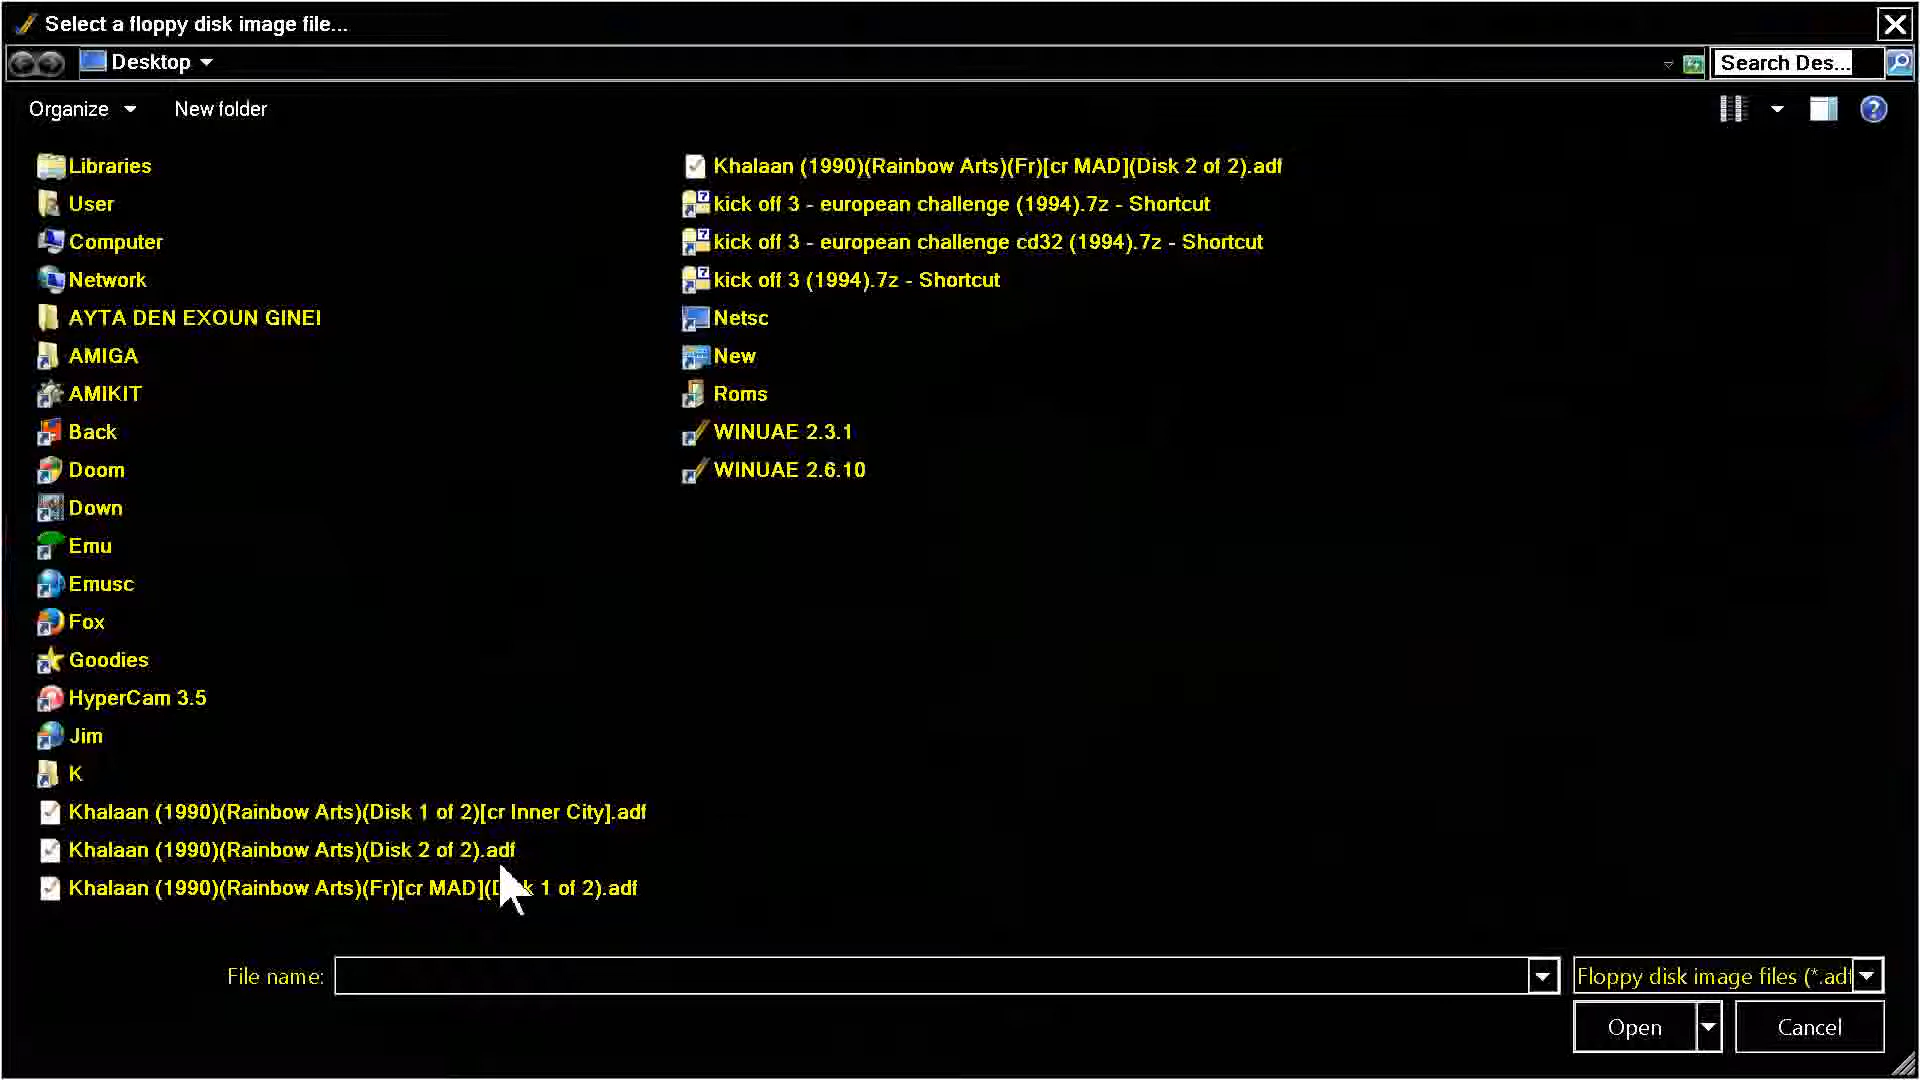 Select a floppy disk image file...
Desktop
Search Des...
Organize
New folder
Libraries
User
Computer
Network
AYTA DEN EXOUN GINEI
AMIGA
AMIKIT
Back
Doom
Down
Emu
Emusc
Fox
Goodies
HyperCam 3.5
Jim
K
Khalaan (1990)(Rainbow Arts)(Disk 1 of 2)[cr Inner City].adf
Khalaan (1990)(Rainbow Arts)(Disk 2 of 2).adf
Khalaan (1990)(Rainbow Arts)(Fr)[cr MAD](Disk 1 of 2).adf
Khalaan (1990)(Rainbow Arts)(Fr)[cr MAD](Disk 2 of 2).adf
kick off 3 - european challenge (1994).7z - Shortcut
kick off 3 - european challenge cd32 (1994).7z - Shortcut
kick off 3 (1994).7z - Shortcut
Netsc
New
Roms
WINUAE 2.3.1
WINUAE 2.6.10
File name:
Floppy disk image files (*.adf
Open
Cancel